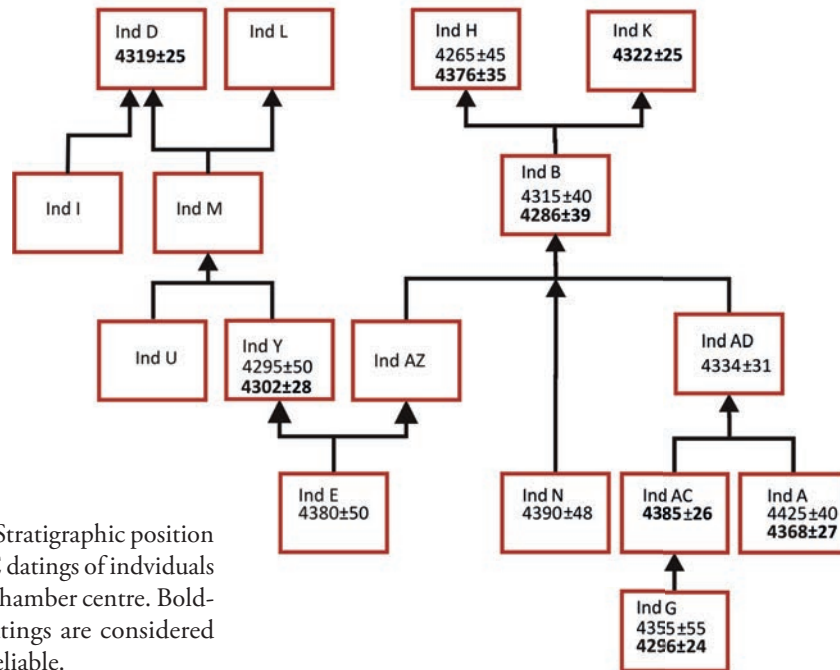 Ind D
4319±25
Ind L
Ind H
4265±45
4376±35
Ind K
4322±25
Ind I
Ind M
Ind B
4315±40
4286±39
Ind U
Ind Y
4295±50
4302±28
Ind AZ
Ind AD
4334±31
Ind E
4380±50
Ind N
4390±48
Ind AC
4385±26
Ind A
4425±40
4368±27
Ind G
4355±55
4296±24
Stratigraphic position
datings of indviduals
hamber centre. Bold-
tings are considered
eliable.